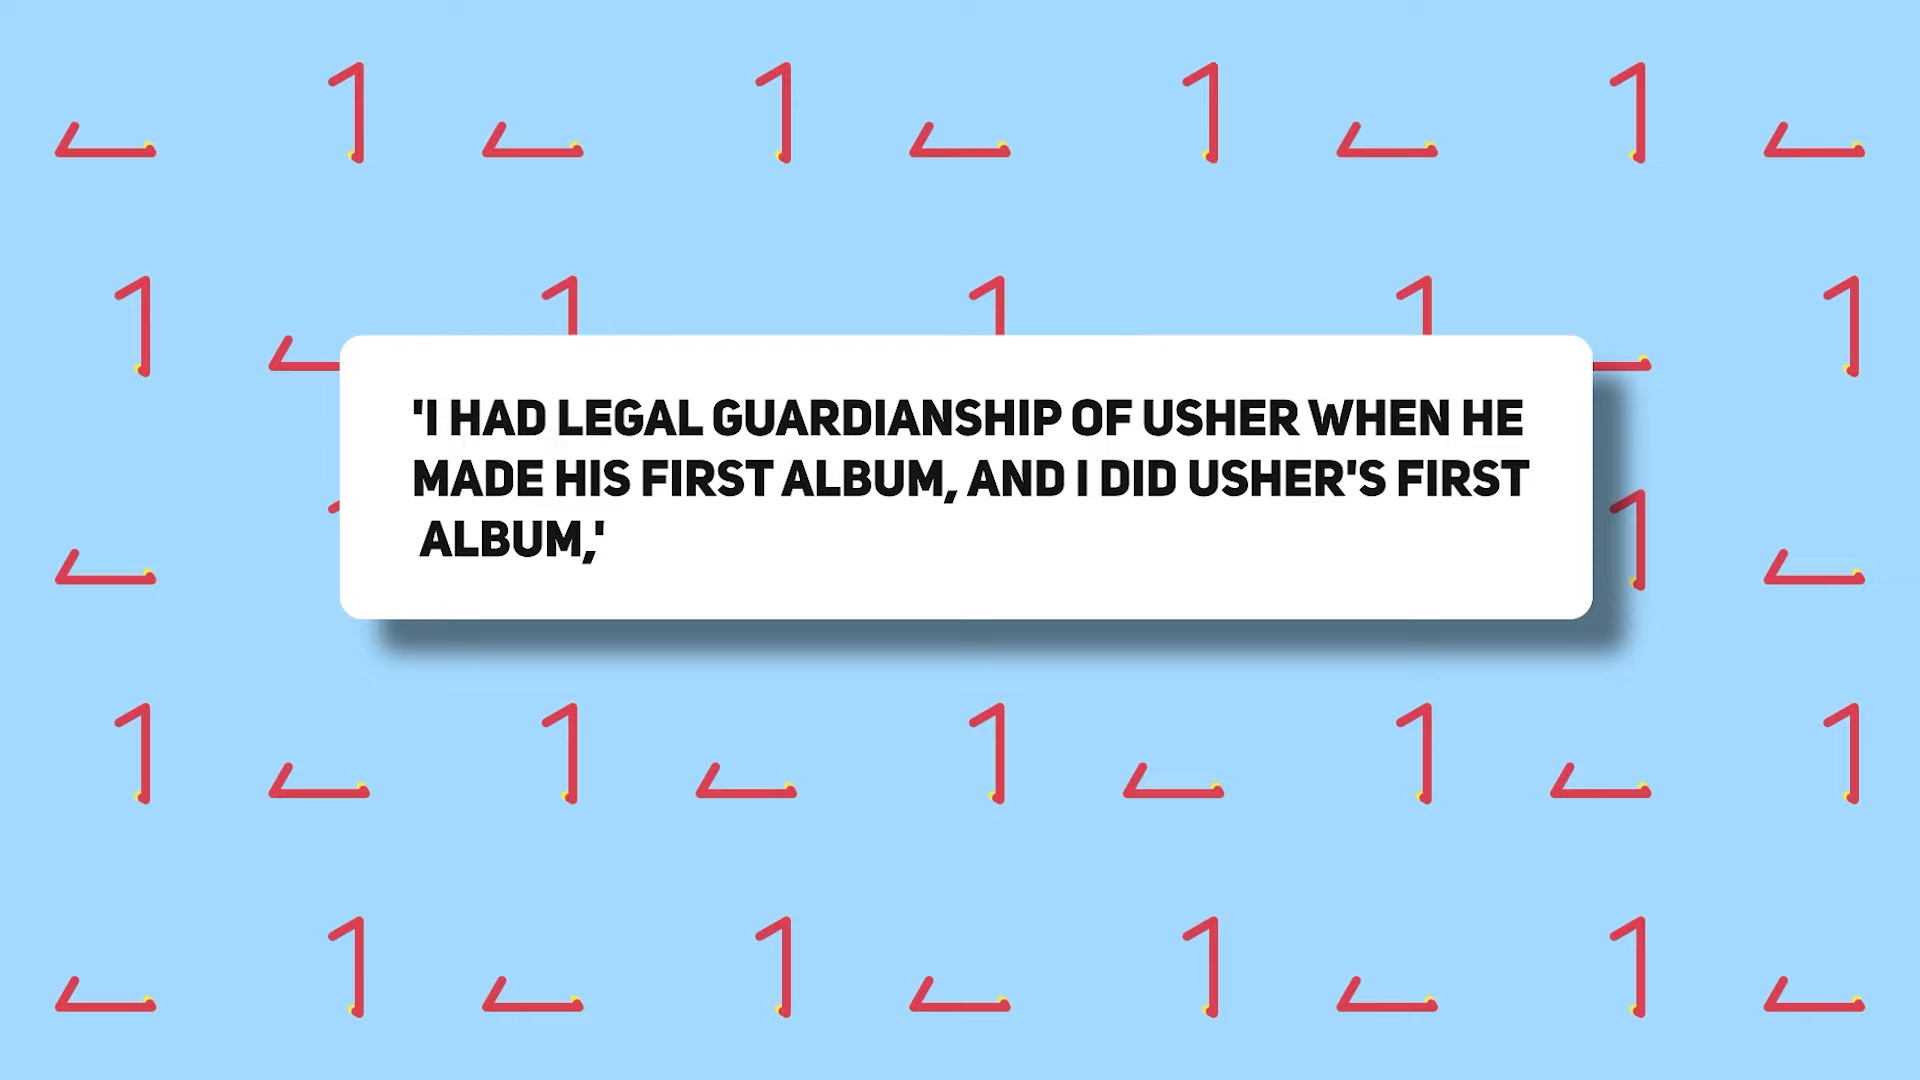 'I HAD LEGAL GUARDIANSHIP OF USHER WHEN HE
MADE HIS FIRST ALBUM, AND I DID USHER'S FIRST
ALBUM,'